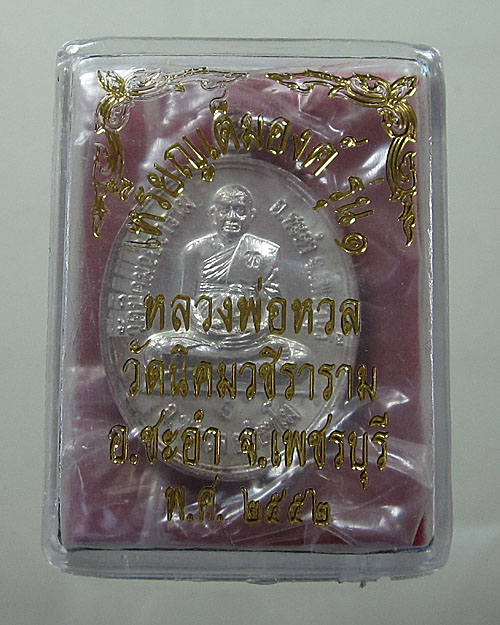 เหรียญเต็มองค์ รุ่น ๑
หลวงพ่อทวล
วัดนิคมวชิราราม
อ.ชะอำ จ.เพชรบุรี
พ.ศ. ๒๕๕๒